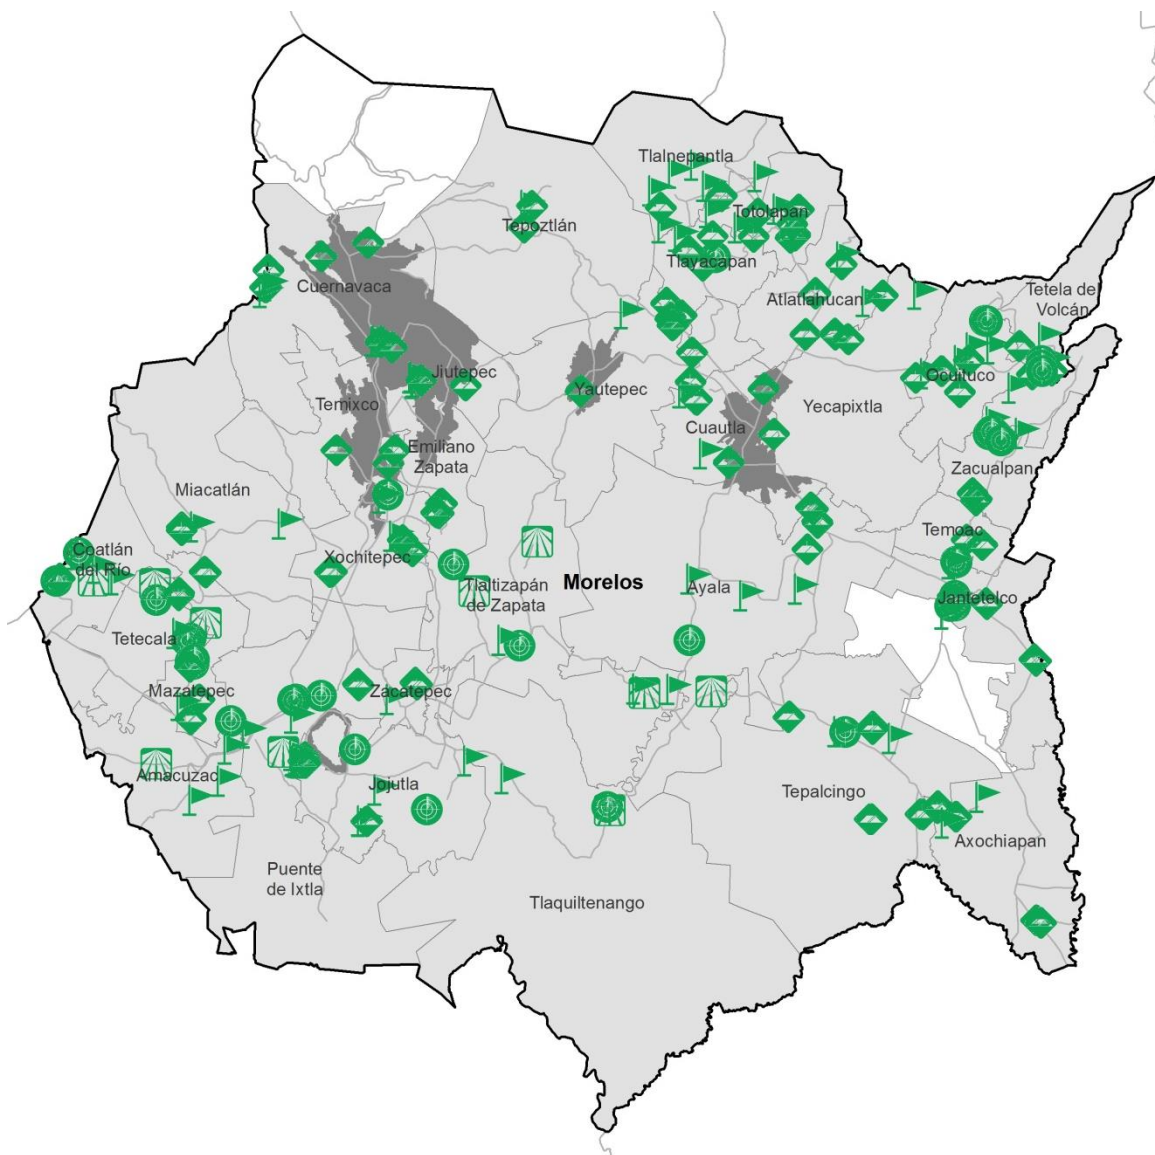 Tlalnepantla
Totolapan
Tepoztlán
Tlayacapan
Cuernavaca
Atlatlahucan
Tetela de
Volcán
Jiutepec
Ocuituco
Yautepec
Temixco
Yecapixtla
Cuautla
Emiliano
Zapata
Zacualpan
Miacatlán
Temoac
Coatlán
del Río
Xochitepec
Tlaltizapán
de Zapata
Morelos
Ayala
Jantetelco
Tetecala
Mazatepec
Zacatepec
Amacuzac
Jojutla
Tepalcingo
Axochiapan
Puente
de Ixtla
Tlaquiltenango